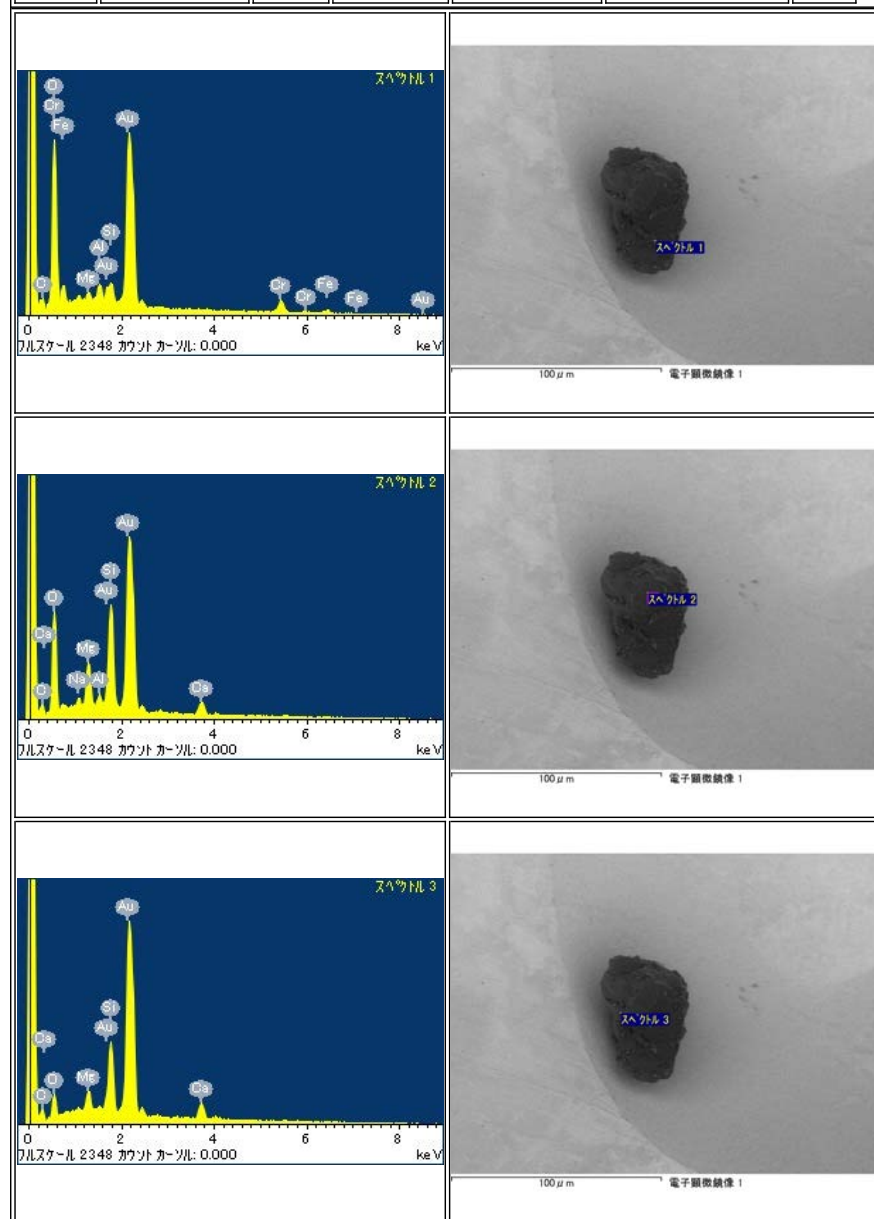 スペクトル 1
O
Cr
Fe
Au
Si
Al
Au
Mg
C
Cr
Cr
Fe
Fe
Au
0 2 4 6 8
フルスケール 2348 カウント カーソル: 0.000 keV
スペクトル 1
100μm 電子顕微鏡像 1
スペクトル 2
Au
Si
Au
O
Ca
Mg
Na
Al
C
Ca
0 2 4 6 8
フルスケール 2348 カウント カーソル: 0.000 keV
スペクトル 2
100μm 電子顕微鏡像 1
スペクトル 3
Au
Si
Au
Ca
O
Mg
C
Ca
0 2 4 6 8
フルスケール 2348 カウント カーソル: 0.000 keV
スペクトル 3
100μm 電子顕微鏡像 1